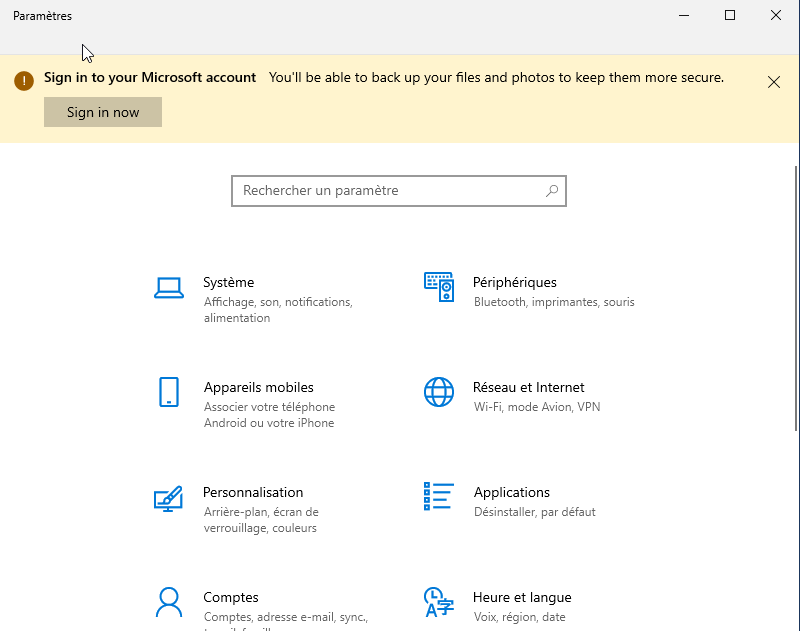 Paramètres
Sign in to your Microsoft account You'll be able to back up your files and photos to keep them more secure.
Sign in now
Rechercher un paramètre
Système
Affichage, son, notifications,
alimentation
Périphériques
Bluetooth, imprimantes, souris
Appareils mobiles
Associer votre téléphone
Android ou votre iPhone
Réseau et Internet
Wi-Fi, mode Avion, VPN
Personnalisation
Arrière-plan, écran de
verrouillage, couleurs
Applications
Désinstaller, par défaut
Comptes
Comptes, adresse e-mail, sync.,
Heure et langue
Voix, région, date